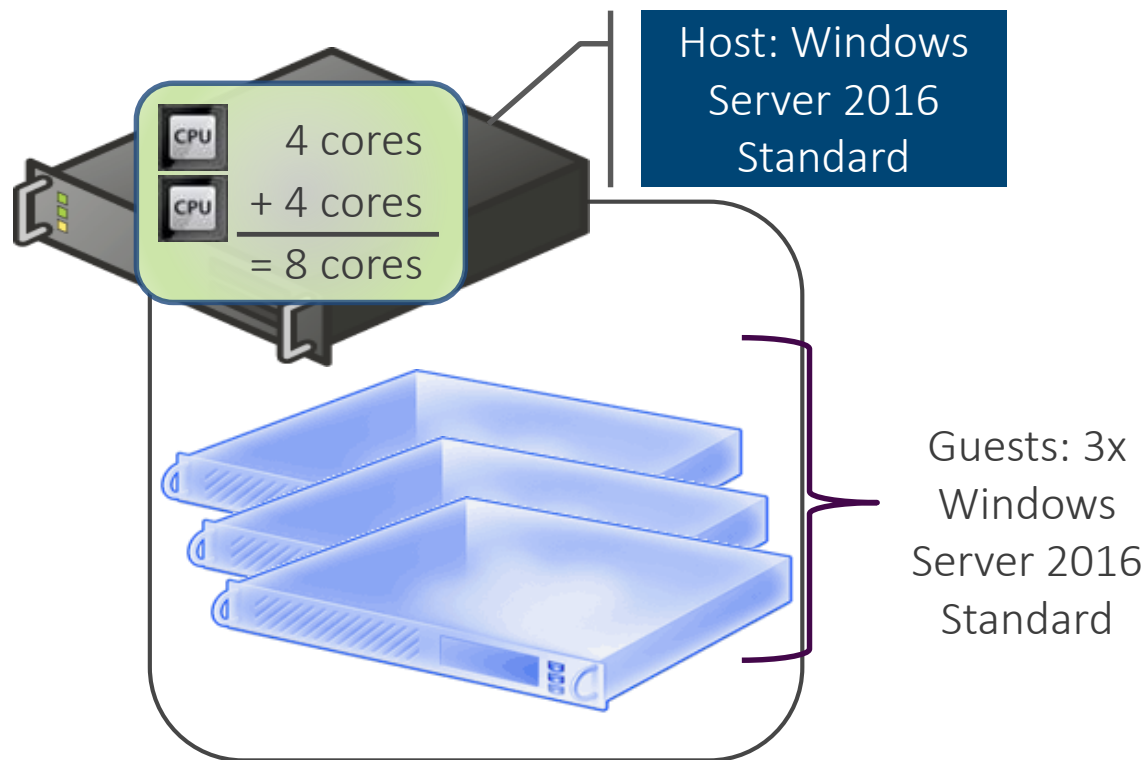 Host: Windows
Server 2016
Standard
CPU
4 cores
CPU
+ 4 cores
= 8 cores
Guests: 3x
Windows
Server 2016
Standard